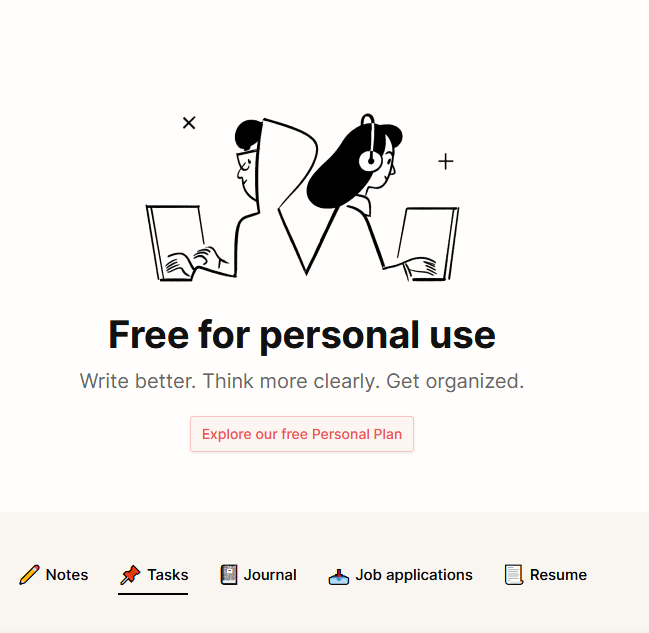 Free for personal use
Write better. Think more clearly. Get organized.
Explore our free Personal Plan
Notes Tasks Journal Job applications Resume